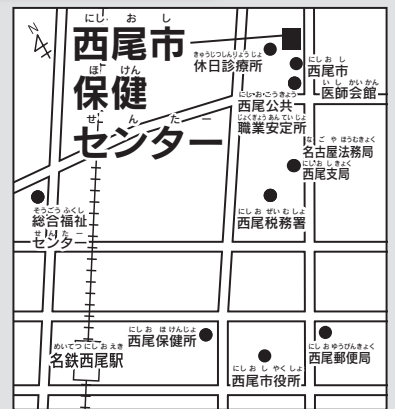 N
にし お し
西尾市
ほ けん
保健
せ ん た ー
センター
きゅうじつしんりょうじょ
休日診療所
にし お し
西尾市
い し かいかん
医師会館
にし お こうきょう
西尾公共
しょくぎょうあんていじょ
職業安定所
な ご や ほうむきょく
名古屋法務局
にし お し きょく
西尾支局
にし お ぜい む しょ
西尾税務署
そうごう ふくし
総合福祉
せ ん た ー
センター
めいてつ にし お えき
名鉄西尾駅
にし お ほ けんじょ
西尾保健所
にし お し やく しょ
西尾市役所
にし お ゆうびんきょく
西尾郵便局